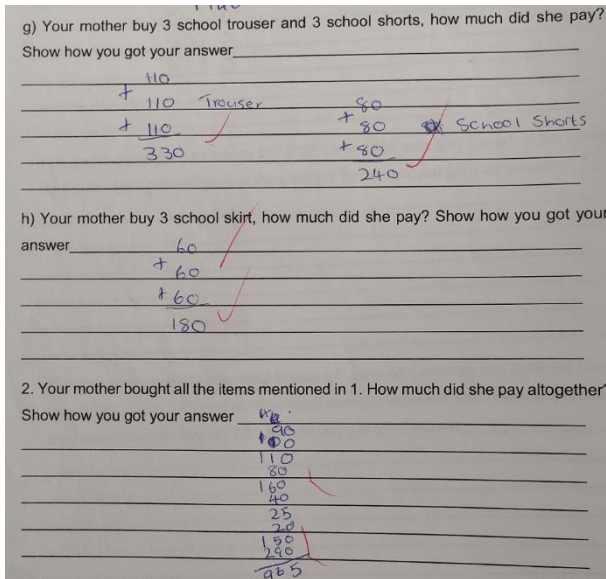 g) Your mother buy 3 school trouser and 3 school shorts, how much did she pay?
Show how you got your answer
110
+ 110 Trouser
+ 110
330
80
+ 80 School Shorts
+ 80
240
h) Your mother buy 3 school skirt, how much did she pay? Show how you got your
answer
60
+ 60
+ 60
180
2. Your mother bought all the items mentioned in 1. How much did she pay altogether
Show how you got your answer
90
100
110
80
160
40
25
20
150
290
965